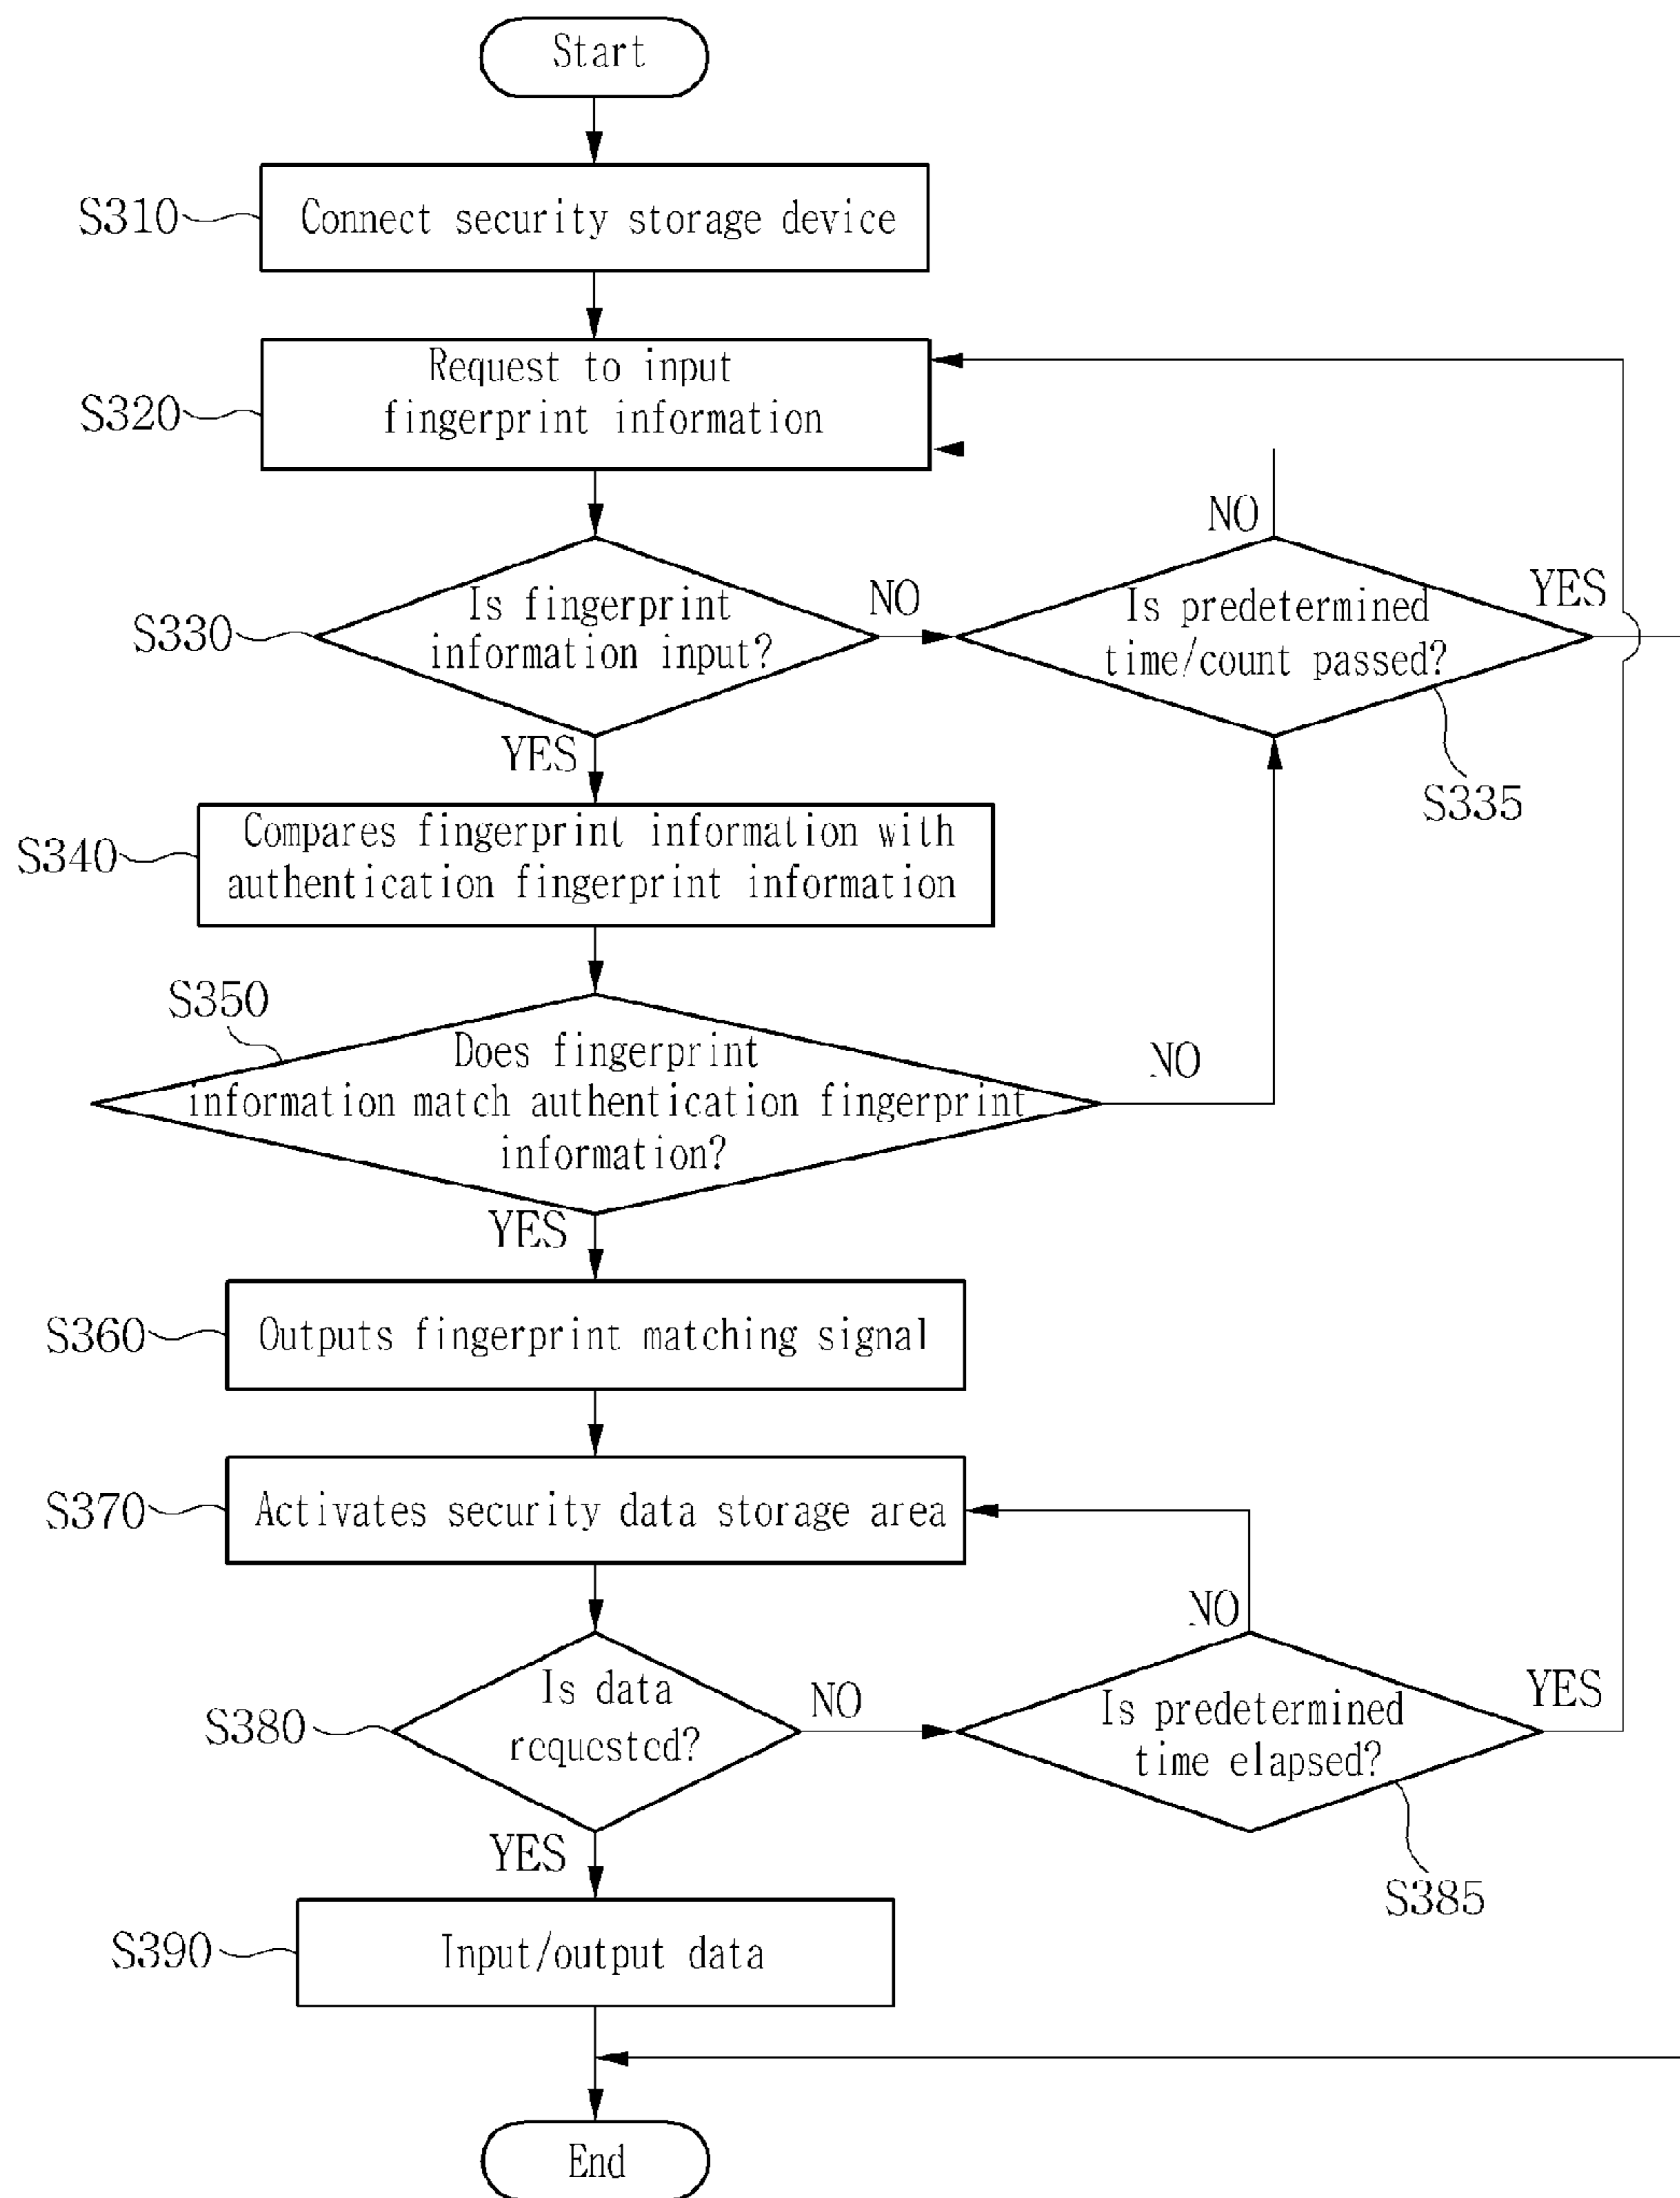 Start
S310
Connect security storage device
S320
Request to input
fingerprint information
S330
Is fingerprint
information input?
NO
NO
Is predetermined
time/count passed?
YES
S335
YES
S340
Compares fingerprint information with
authentication fingerprint information
S350
Does fingerprint
information match authentication fingerprint
information?
NO
YES
S360
Outputs fingerprint matching signal
S370
Activates security data storage area
S380
Is data
requested?
NO
NO
Is predetermined
time elapsed?
YES
S385
YES
S390
Input/output data
End